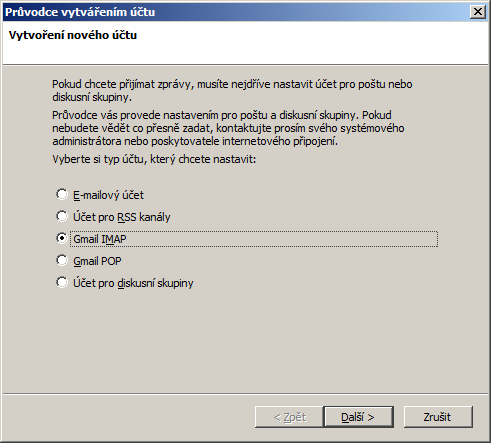 Průvodce vytvářením účtu
Vytvoření nového účtu
Pokud chcete přijímat zprávy, musíte nejdříve nastavit účet pro poštu nebo
diskusní skupiny.
Průvodce vás provede nastavením pro poštu a diskusní skupiny. Pokud
nebudete vědět co přesně zadat, kontaktujte prosím svého systémového
administrátora nebo poskytovatele internetového připojení.
Vyberte si typ účtu, který chcete nastavit:
E-mailový účet
Účet pro RSS kanály
Gmail IMAP
Gmail POP
Účet pro diskusní skupiny
< Zpět
Další >
Zrušit